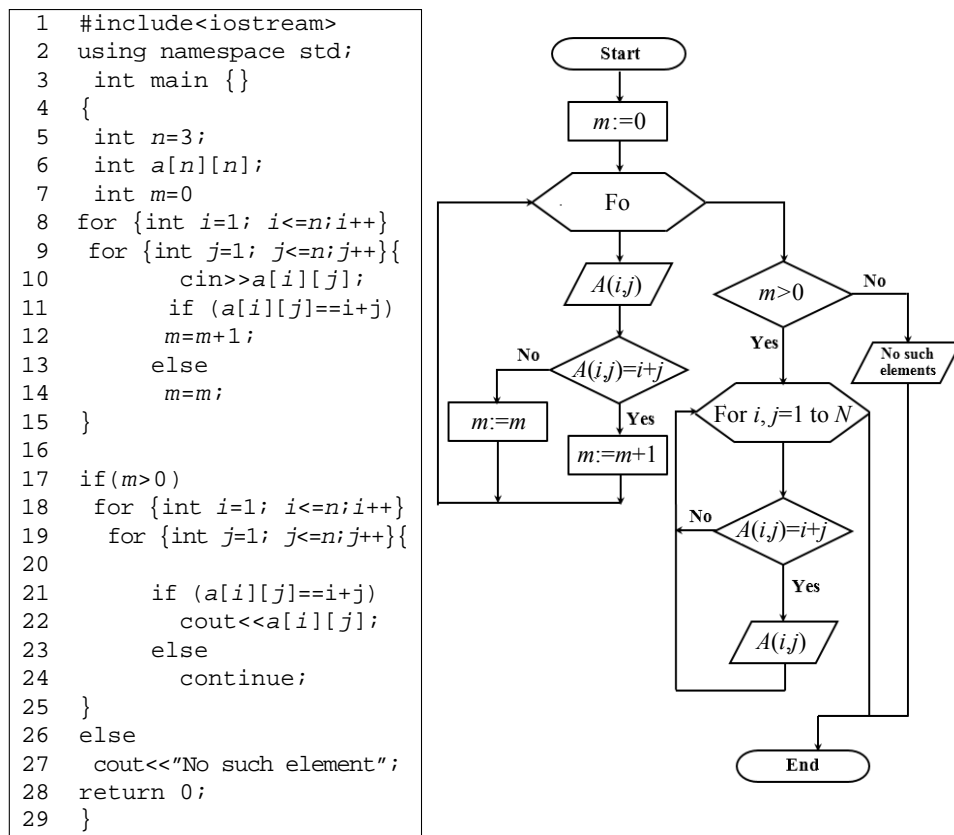 1 #include<iostream>
2 using namespace std;
3 int main {}
4 {
5 int n=3;
6 int a[n][n];
7 int m=0
8 for {int i=1; i<=n;i++}
9 for {int j=1; j<=n;j++}{
10 cin>>a[i][j];
11 if (a[i][j]==i+j)
12 m=m+1;
13 else
14 m=m;
15 }
16
17 if(m>0)
18 for {int i=1; i<=n;i++}
19 for {int j=1; j<=n;j++}{
20
21 if (a[i][j]==i+j)
22 cout<<a[i][j];
23 else
24 continue;
25 }
26 else
27 cout<<"No such element";
28 return 0;
29 }
Start
m:=0
Fo
A(i,j)
A(i,j)=i+j
No
m:=m
Yes
m:=m+1
m>0
No
No such
elements
Yes
For i, j=1 to N
A(i,j)=i+j
No
Yes
A(i,j)
End